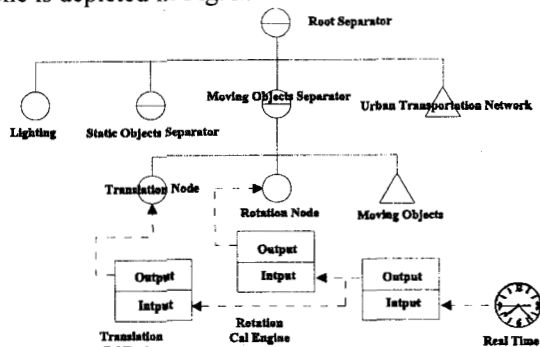 Root Separator
Moving Objects Separator
Urban Transportation Network
Lighting
Static Objects Separator
Translation Node
Rotation Node
Moving Objects
Output
Intput
Output
Intput
Output
Intput
Rotation
Cal Engine
Translation
Real Time